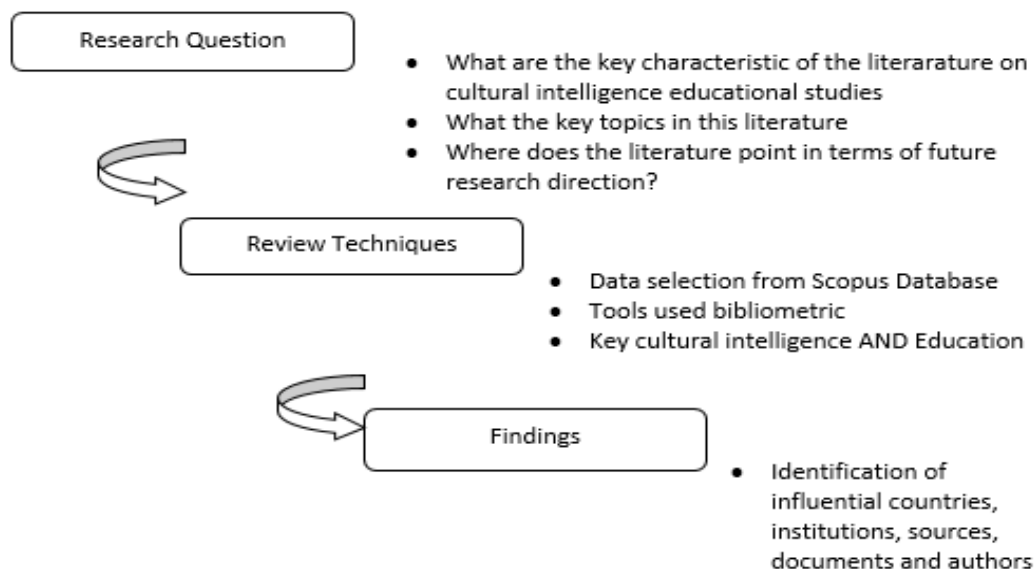 Research Question
● What are the key characteristic of the literarature on
cultural intelligence educational studies
● What the key topics in this literature
● Where does the literature point in terms of future
research direction?
Review Techniques
● Data selection from Scopus Database
● Tools used bibliometric
● Key cultural intelligence AND Education
Findings
● Identification of
influential countries,
institutions, sources,
documents and authors